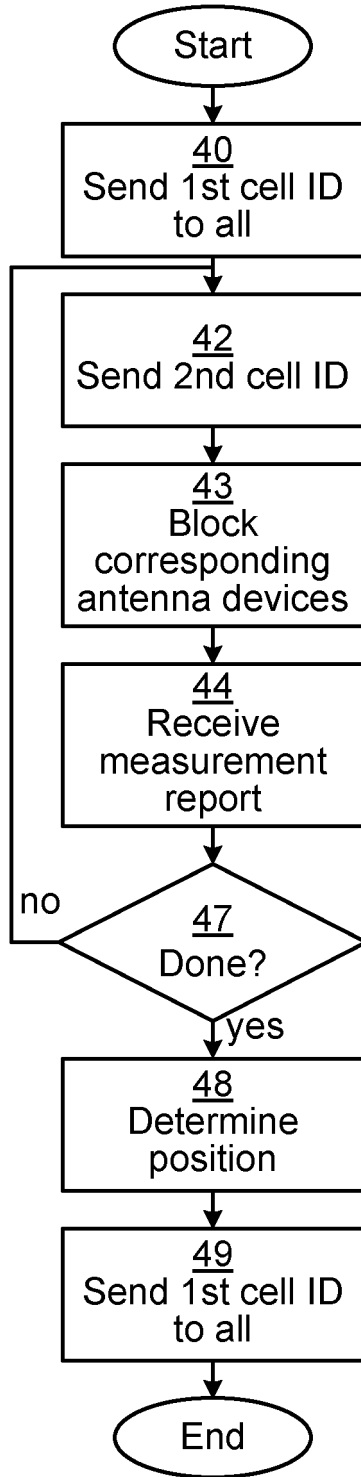 Start
40
Send 1st cell ID
to all
42
Send 2nd cell ID
43
Block
corresponding
antenna devices
44
Receive
measurement
report
no
47
Done?
yes
48
Determine
position
49
Send 1st cell ID
to all
End